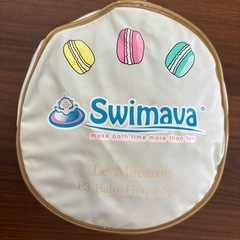 Swimava®
make bath time more than fun
Le Macaron
P3 Baby Home Spa